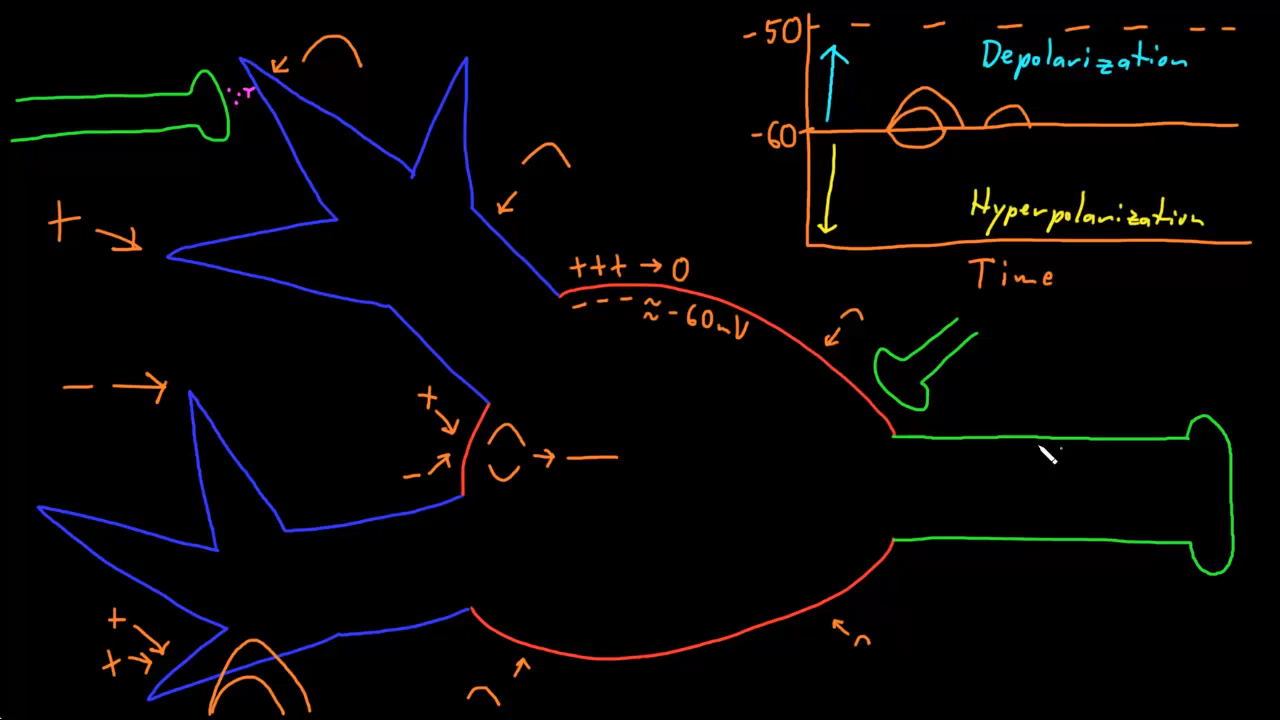 -50
Depolarization
-60
Hyperpolarization
Time
+
+++ → 0
--- ≈ ≈ -60mV
— →
+
-
→ —
+
+